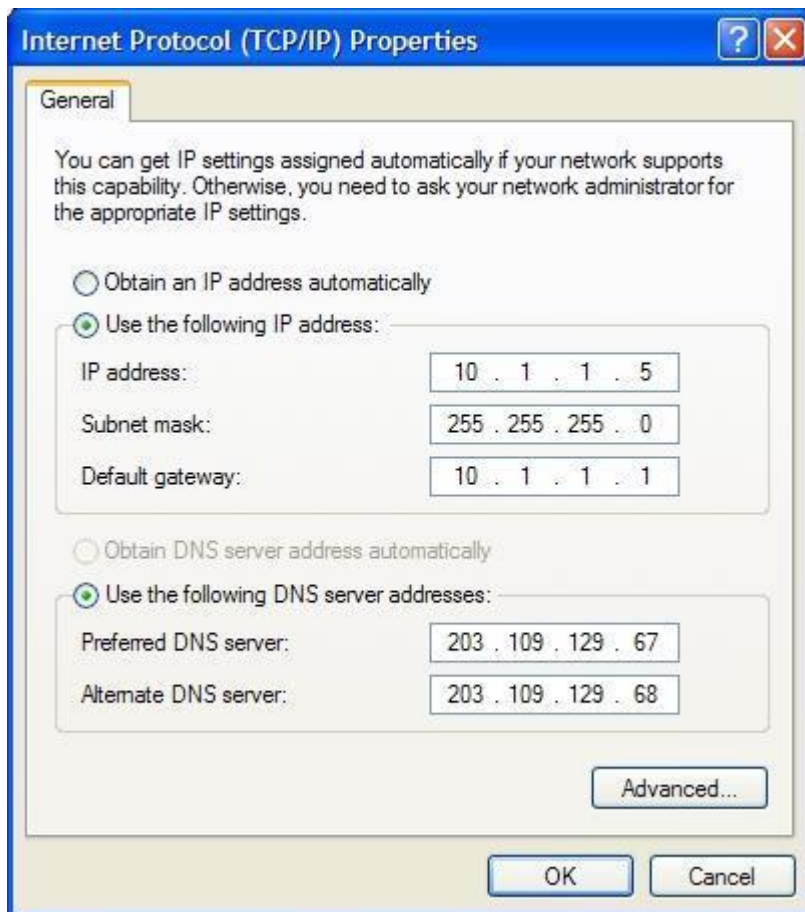 Internet Protocol (TCP/IP) Properties
General
You can get IP settings assigned automatically if your network supports
this capability. Otherwise, you need to ask your network administrator for
the appropriate IP settings.
Obtain an IP address automatically
Use the following IP address:
IP address: 10 . 1 . 1 . 5
Subnet mask: 255 . 255 . 255 . 0
Default gateway: 10 . 1 . 1 . 1
Obtain DNS server address automatically
Use the following DNS server addresses:
Preferred DNS server: 203 . 109 . 129 . 67
Alternate DNS server: 203 . 109 . 129 . 68
Advanced...
OK Cancel